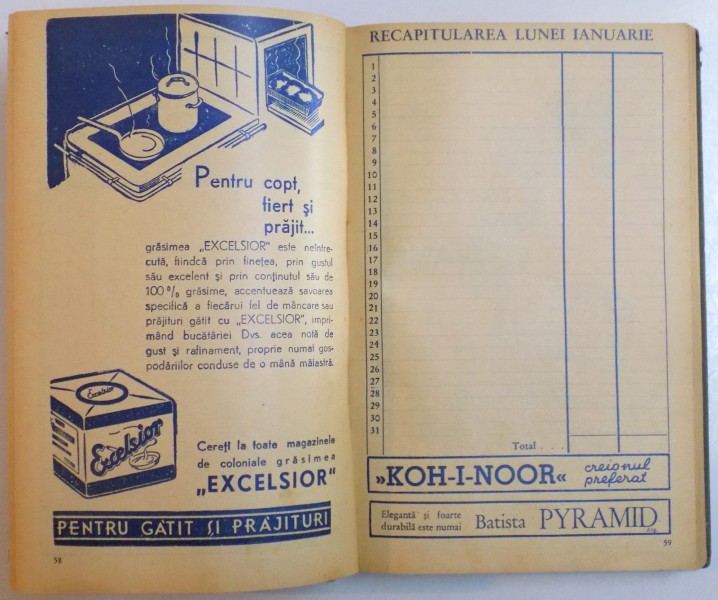 Pentru copt,
fiert și
prăjit...
grăsimea „EXCELSIOR" este neîntre-
cută, fiindcă prin finețea, prin gustul
său excelent și prin conținutul său de
100% grăsime, accentuează savoarea
specifică a fiecărui fel de mâncare sau
prăjituri gătit cu „EXCELSIOR", impri-
mând bucătăriei Dvs. acea notă de
gust și rafinament, proprie numai gos-
podăriilor conduse de o mână măiastră.
Excelsior
Excelsior
Cereți la toate magazinele
de coloniale grăsimea
„EXCELSIOR"
PENTRU GĂTIT ȘI PRĂJITURI
58
RECAPITULAREA LUNEI IANUARIE
1
2
3
4
5
6
7
8
9
10
11
12
13
14
15
16
17
18
19
20
21
22
23
24
25
26
27
28
29
30
31
Total . . .
»KOH-I-NOOR« creionul
preferat
Elegantă și foarte
durabilă este numai Batista PYRAMID
59